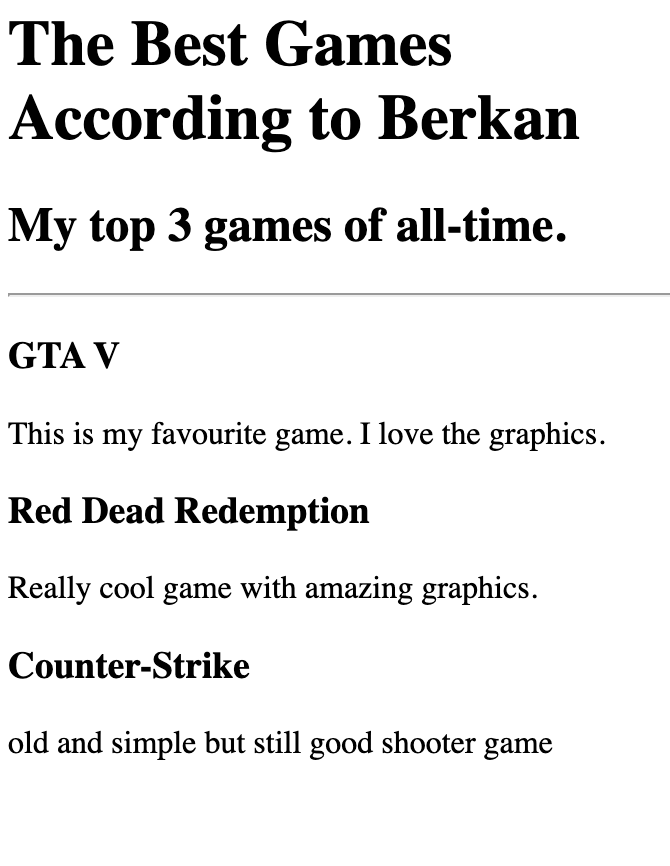 The Best Games
According to Berkan
My top 3 games of all-time.
GTA V
This is my favourite game. I love the graphics.
Red Dead Redemption
Really cool game with amazing graphics.
Counter-Strike
old and simple but still good shooter game